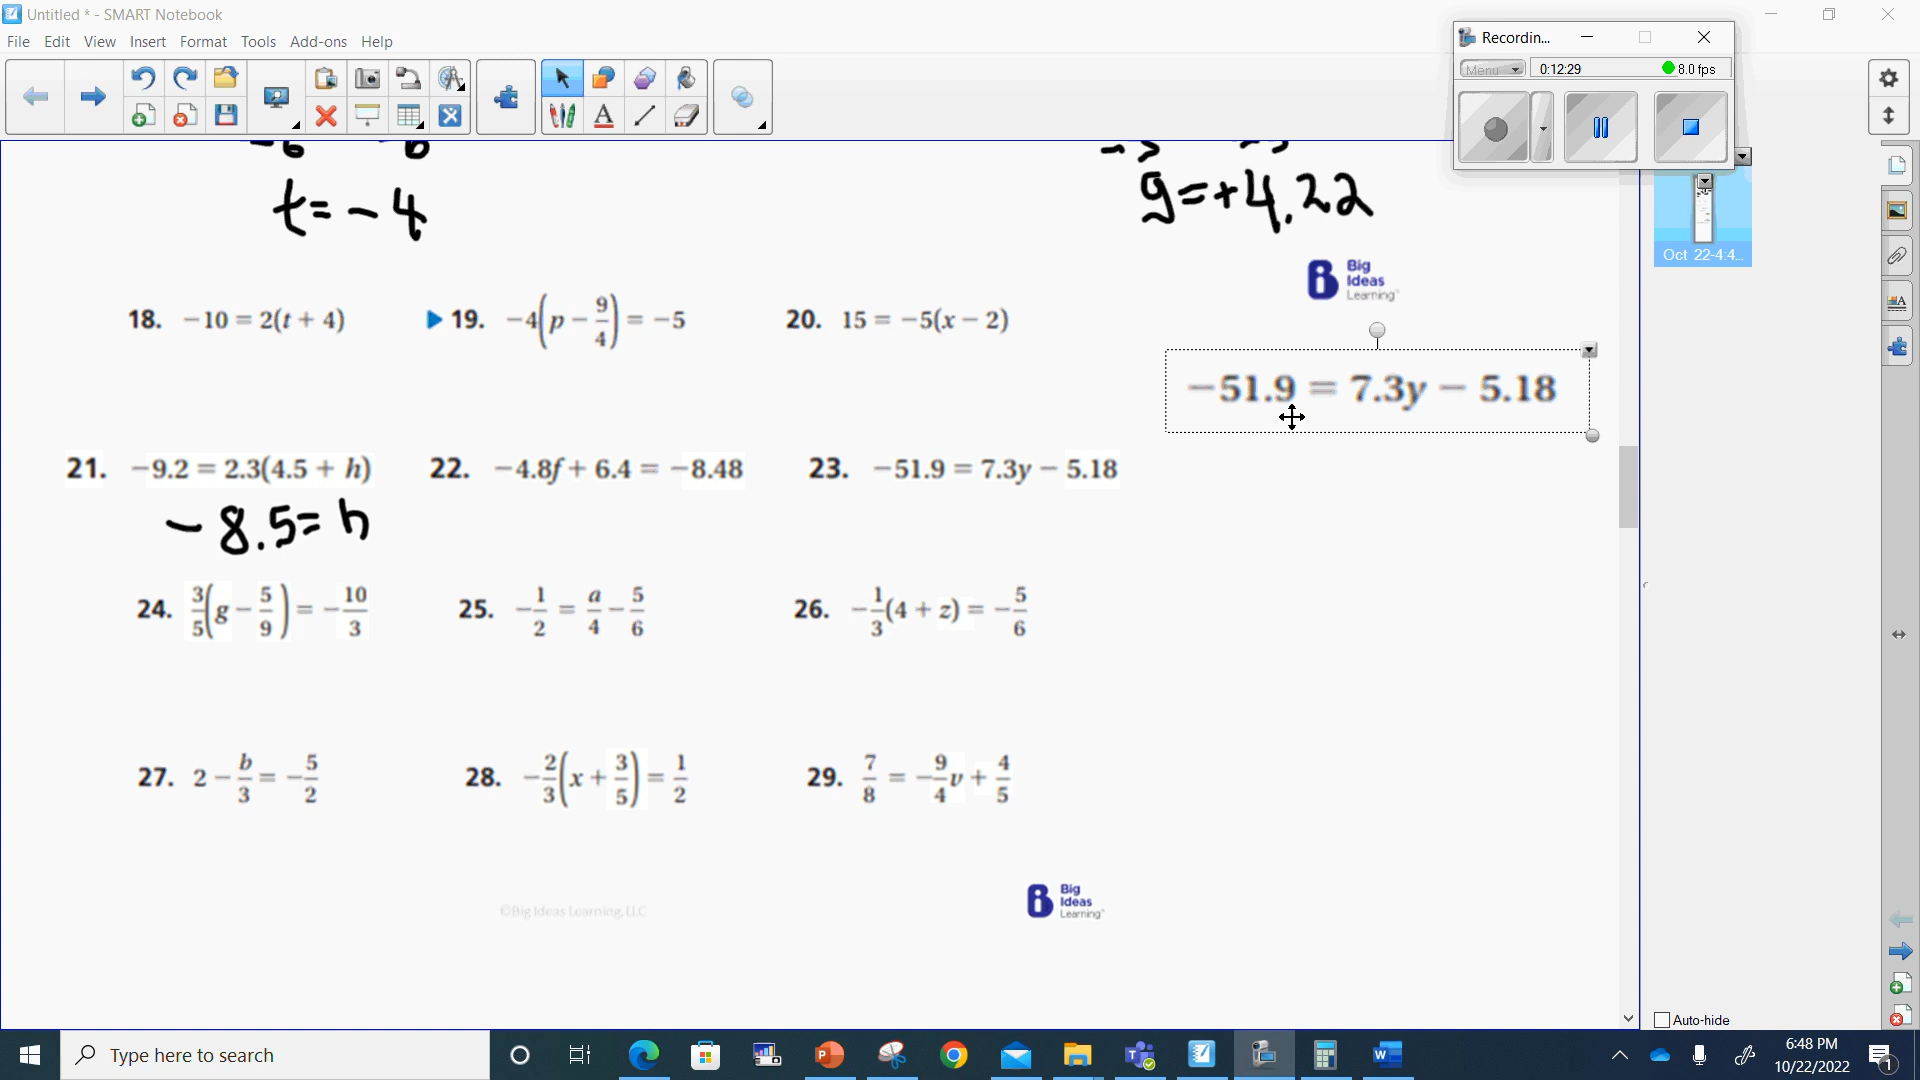 Untitled * - SMART Notebook
File Edit View Insert Format Tools Add-ons Help
Recordin...
Menu 0:12:29 8.0 fps
t = - 4
g = + 4.22
Oct 22-4:4...
Big Ideas Learning
18. −10 = 2(t + 4) 19. −4(p − 9/4) = −5 20. 15 = −5(x − 2)
−51.9 = 7.3y − 5.18
21. −9.2 = 2.3(4.5 + h) 22. −4.8f + 6.4 = −8.48 23. −51.9 = 7.3y − 5.18
- 8.5 = h
24. 3/5(g − 5/9) = −10/3 25. −1/2 = a/4 − 5/6 26. −1/3(4 + z) = −5/6
27. 2 − b/3 = −5/2 28. −2/3(x + 3/5) = 1/2 29. 7/8 = −9/4v + 4/5
©Big Ideas Learning, LLC
Big Ideas Learning
Auto-hide
Type here to search
6:48 PM
10/22/2022
1